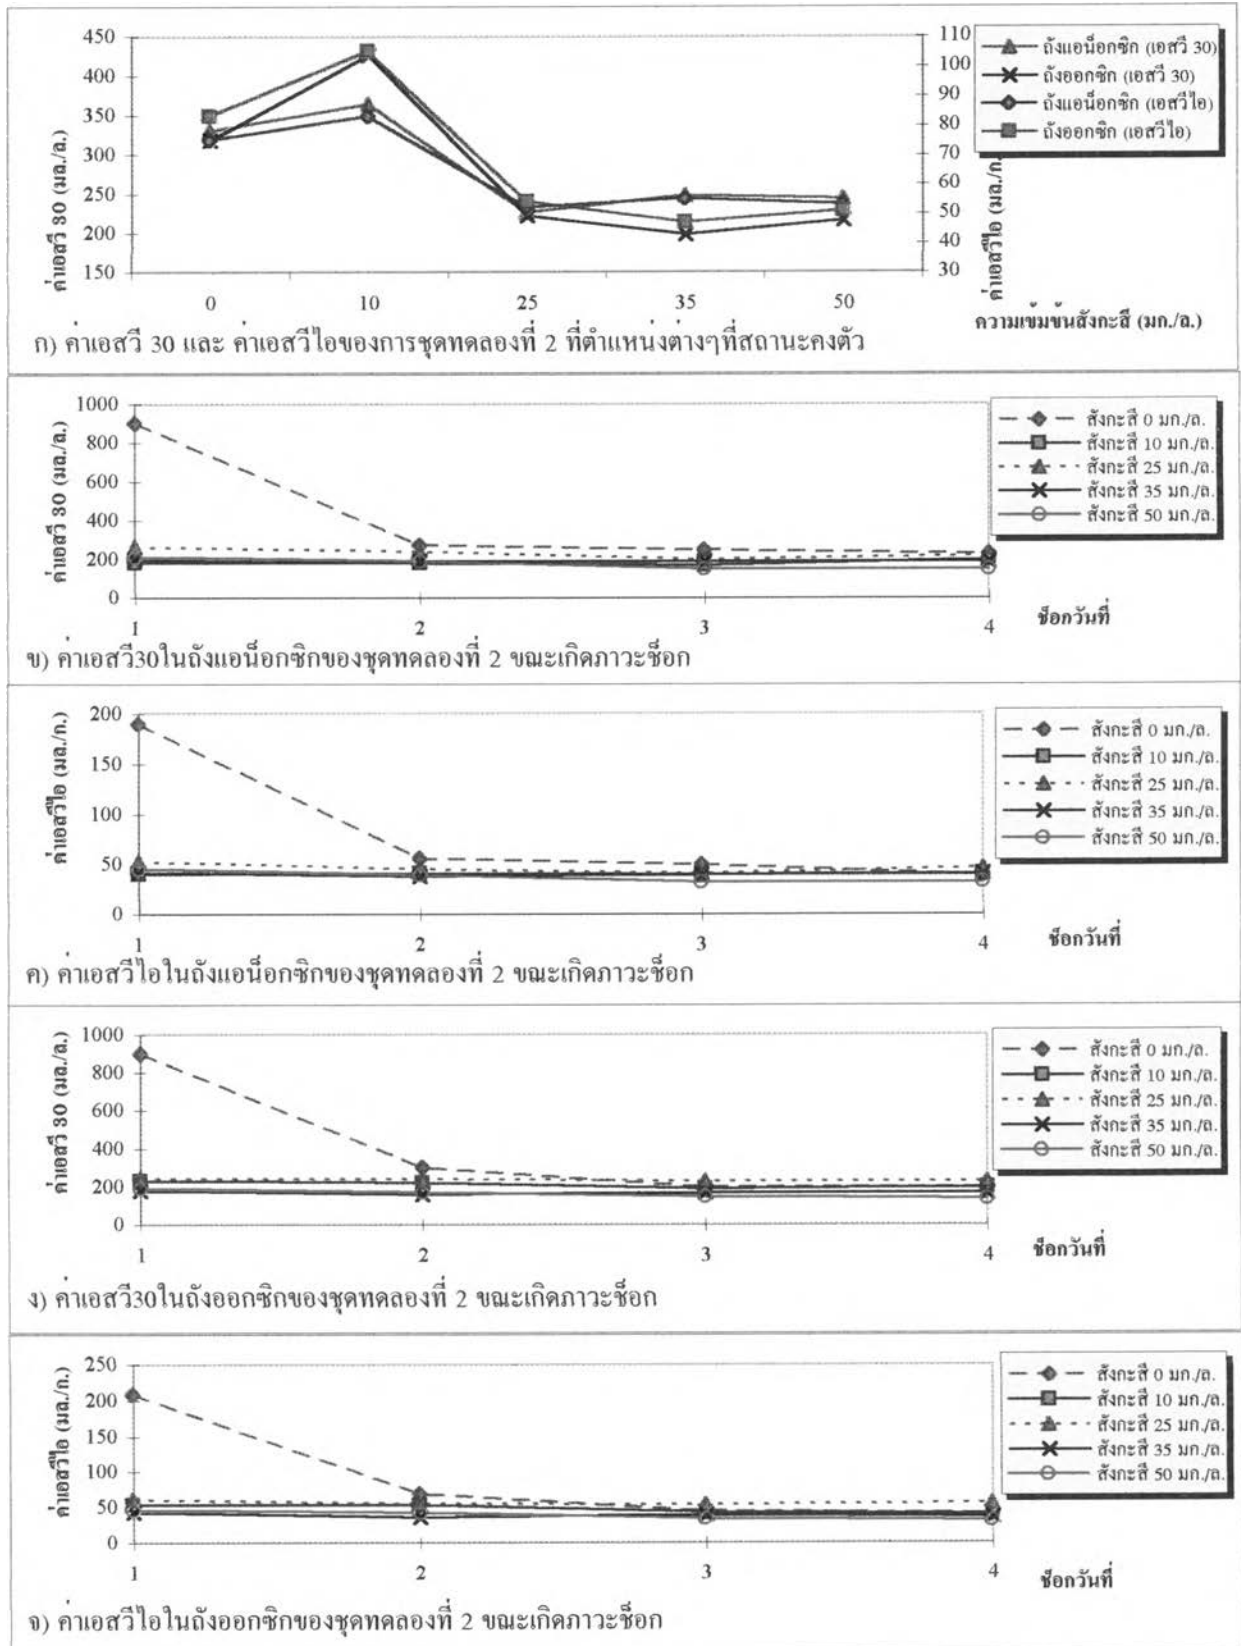 450
400
350
300
250
200
150
ค่าเอสวี 30 (มล./ล.)
110
100
90
80
70
60
50
40
30
ค่าเอสวีไอ (มล./ก.)
ถังแอน็อกซิก (เอสวี 30)
ถังออกซิก (เอสวี 30)
ถังแอน็อกซิก (เอสวีไอ)
ถังออกซิก (เอสวีไอ)
0 10 25 35 50
ความเข้มข้นสังกะสี (มก./ล.)
ก) ค่าเอสวี 30 และ ค่าเอสวีไอของการชุดทดลองที่ 2 ที่ตำแหน่งต่างๆที่สถานะคงตัว
1000
800
600
400
200
0
ค่าเอสวี 30 (มล./ล.)
สังกะสี 0 มก./ล.
สังกะสี 10 มก./ล.
สังกะสี 25 มก./ล.
สังกะสี 35 มก./ล.
สังกะสี 50 มก./ล.
1 2 3 4
ช็อกวันที่
ข) ค่าเอสวี30ในถังแอน็อกซิกของชุดทดลองที่ 2 ขณะเกิดภาวะช็อก
200
150
100
50
0
ค่าเอสวีไอ (มล./ก.)
สังกะสี 0 มก./ล.
สังกะสี 10 มก./ล.
สังกะสี 25 มก./ล.
สังกะสี 35 มก./ล.
สังกะสี 50 มก./ล.
1 2 3 4
ช็อกวันที่
ค) ค่าเอสวีไอในถังแอน็อกซิกของชุดทดลองที่ 2 ขณะเกิดภาวะช็อก
1000
800
600
400
200
0
ค่าเอสวี 30 (มล./ล.)
สังกะสี 0 มก./ล.
สังกะสี 10 มก./ล.
สังกะสี 25 มก./ล.
สังกะสี 35 มก./ล.
สังกะสี 50 มก./ล.
1 2 3 4
ช็อกวันที่
ง) ค่าเอสวี30ในถังออกซิกของชุดทดลองที่ 2 ขณะเกิดภาวะช็อก
250
200
150
100
50
0
ค่าเอสวีไอ (มล./ก.)
สังกะสี 0 มก./ล.
สังกะสี 10 มก./ล.
สังกะสี 25 มก./ล.
สังกะสี 35 มก./ล.
สังกะสี 50 มก./ล.
1 2 3 4
ช็อกวันที่
จ) ค่าเอสวีไอในถังออกซิกของชุดทดลองที่ 2 ขณะเกิดภาวะช็อก